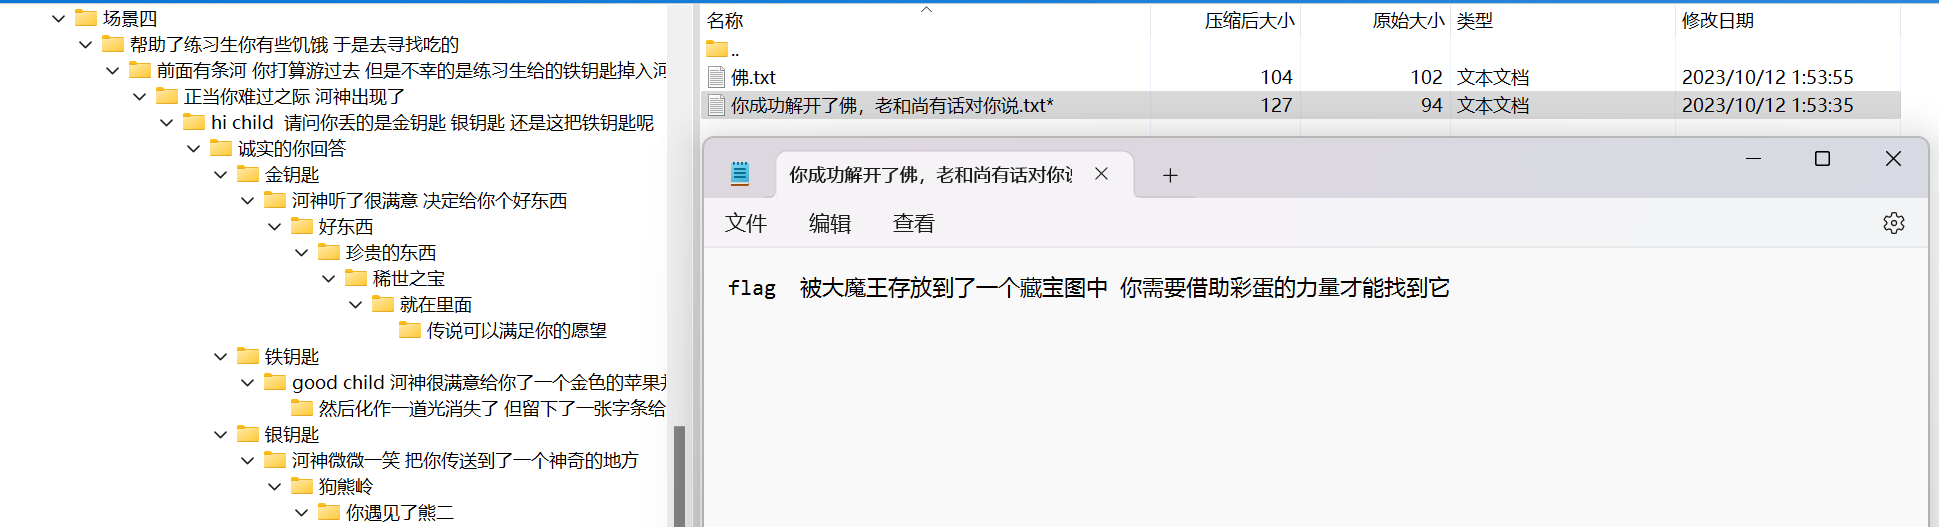 场景四
帮助了练习生你有些饥饿 于是去寻找吃的
前面有条河 你打算游过去 但是不幸的是练习生给的铁钥匙掉入河
正当你难过之际 河神出现了
hi child  请问你丢的是金钥匙 银钥匙 还是这把铁钥匙呢
诚实的你回答
金钥匙
河神听了很满意 决定给你个好东西
好东西
珍贵的东西
稀世之宝
就在里面
传说可以满足你的愿望
铁钥匙
good child 河神很满意给你了一个金色的苹果并
然后化作一道光消失了 但留下了一张字条给
银钥匙
河神微微一笑 把你传送到了一个神奇的地方
狗熊岭
你遇见了熊二
名称 压缩后大小 原始大小 类型 修改日期
..
佛.txt 104 102 文本文档 2023/10/12 1:53:55
你成功解开了佛，老和尚有话对你说.txt* 127 94 文本文档 2023/10/12 1:53:35
你成功解开了佛，老和尚有话对你说
文件 编辑 查看
flag  被大魔王存放到了一个藏宝图中 你需要借助彩蛋的力量才能找到它